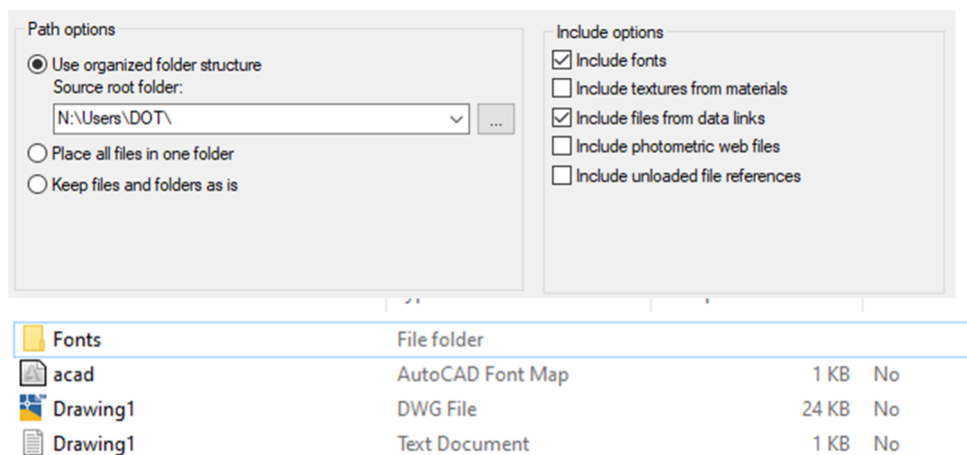 Path options
Use organized folder structure
Source root folder:
N:\Users\DOT\
...
Place all files in one folder
Keep files and folders as is
Include options
Include fonts
Include textures from materials
Include files from data links
Include photometric web files
Include unloaded file references
Fonts File folder
acad AutoCAD Font Map 1 KB No
Drawing1 DWG File 24 KB No
Drawing1 Text Document 1 KB No